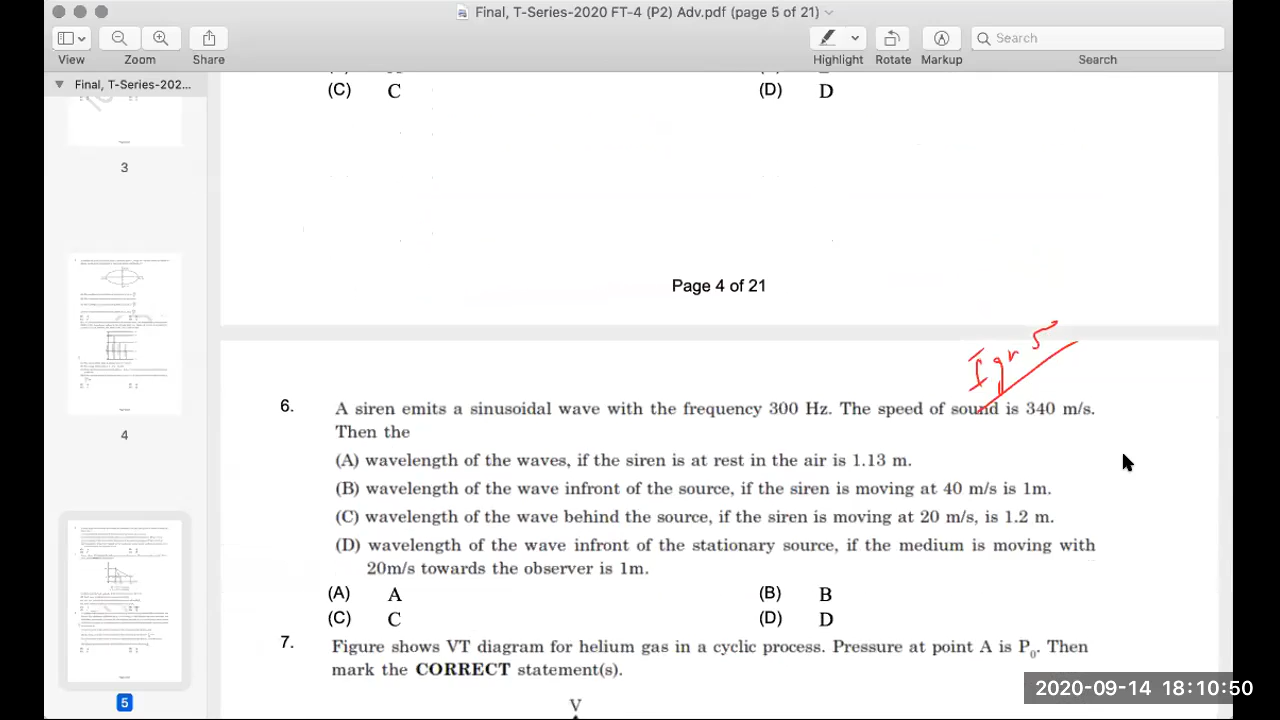 Final, T-Series-2020 FT-4 (P2) Adv.pdf (page 5 of 21)
View
Zoom
Share
Highlight
Rotate
Markup
Search
Search
Final, T-Series-202...
3
4
5
(C) C (D) D
Page 4 of 21
6. A siren emits a sinusoidal wave with the frequency 300 Hz. The speed of sound is 340 m/s.
Then the
(A) wavelength of the waves, if the siren is at rest in the air is 1.13 m.
(B) wavelength of the wave infront of the source, if the siren is moving at 40 m/s is 1m.
(C) wavelength of the wave behind the source, if the siren is moving at 20 m/s, is 1.2 m.
(D) wavelength of the wave infront of the stationary source, if the medium is moving with
20m/s towards the observer is 1m.
(A) A (B) B
(C) C (D) D
7. Figure shows VT diagram for helium gas in a cyclic process. Pressure at point A is P₀. Then
mark the CORRECT statement(s).
V
2020-09-14 18:10:50